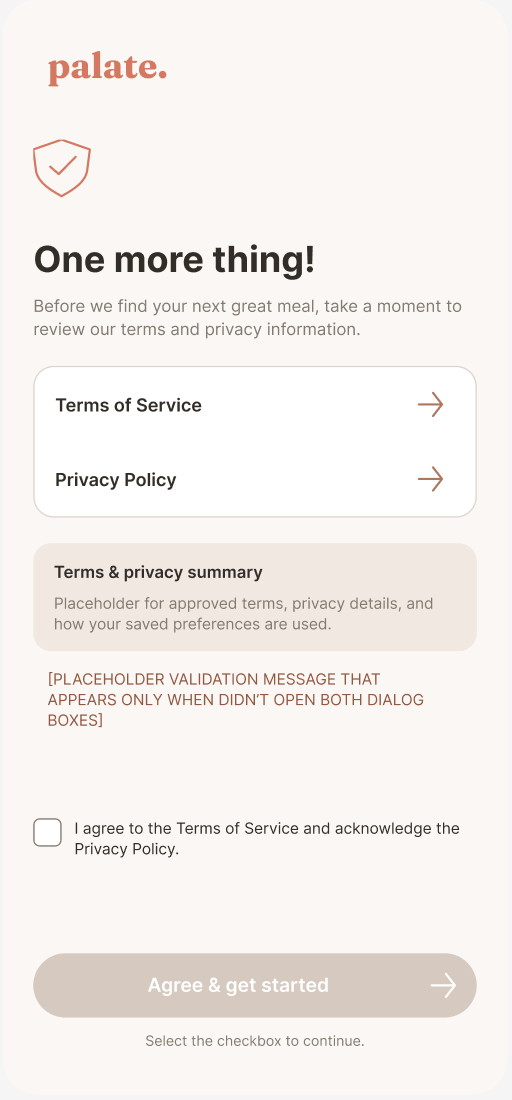 palate.
One more thing!
Before we find your next great meal, take a moment to
review our terms and privacy information.
Terms of Service
Privacy Policy
Terms & privacy summary
Placeholder for approved terms, privacy details, and
how your saved preferences are used.
[PLACEHOLDER VALIDATION MESSAGE THAT
APPEARS ONLY WHEN DIDN’T OPEN BOTH DIALOG
BOXES]
I agree to the Terms of Service and acknowledge the
Privacy Policy.
Agree & get started
Select the checkbox to continue.